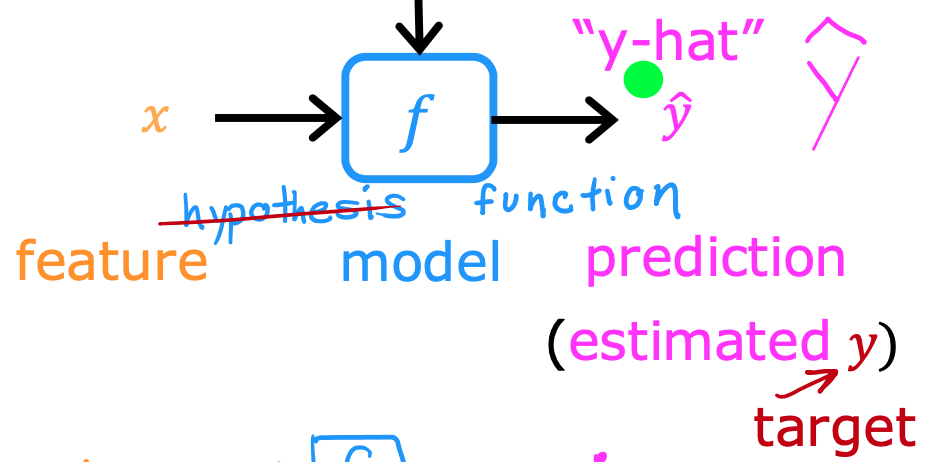 “y-hat”
x f ŷ ŷ
hypothesis function
feature model prediction
(estimated y)
target